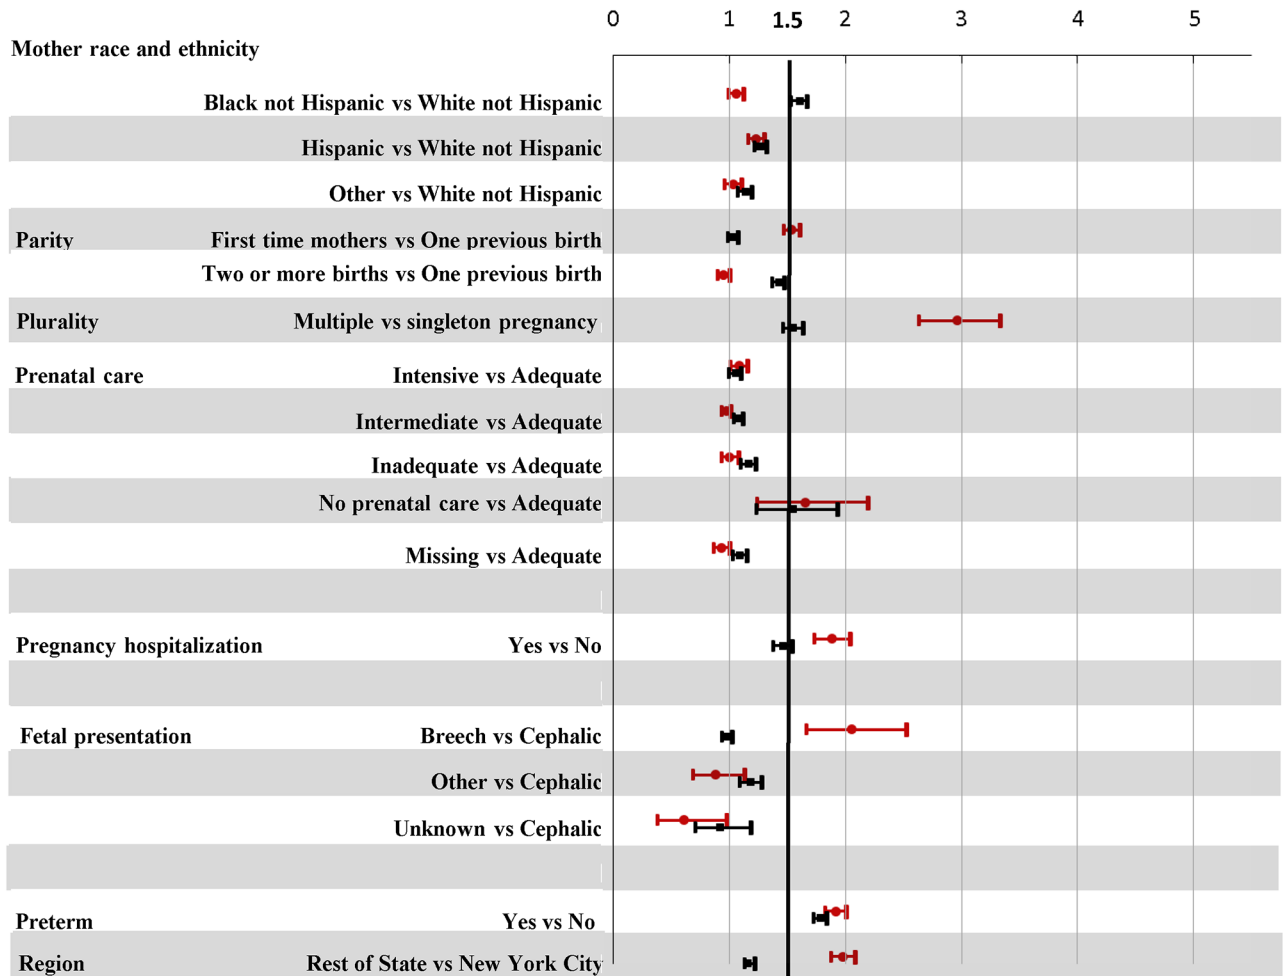 0 1 1.5 2 3 4 5
Mother race and ethnicity
Black not Hispanic vs White not Hispanic
Hispanic vs White not Hispanic
Other vs White not Hispanic
Parity First time mothers vs One previous birth
Two or more births vs One previous birth
Plurality Multiple vs singleton pregnancy
Prenatal care Intensive vs Adequate
Intermediate vs Adequate
Inadequate vs Adequate
No prenatal care vs Adequate
Missing vs Adequate
Pregnancy hospitalization Yes vs No
Fetal presentation Breech vs Cephalic
Other vs Cephalic
Unknown vs Cephalic
Preterm Yes vs No
Region Rest of State vs New York City